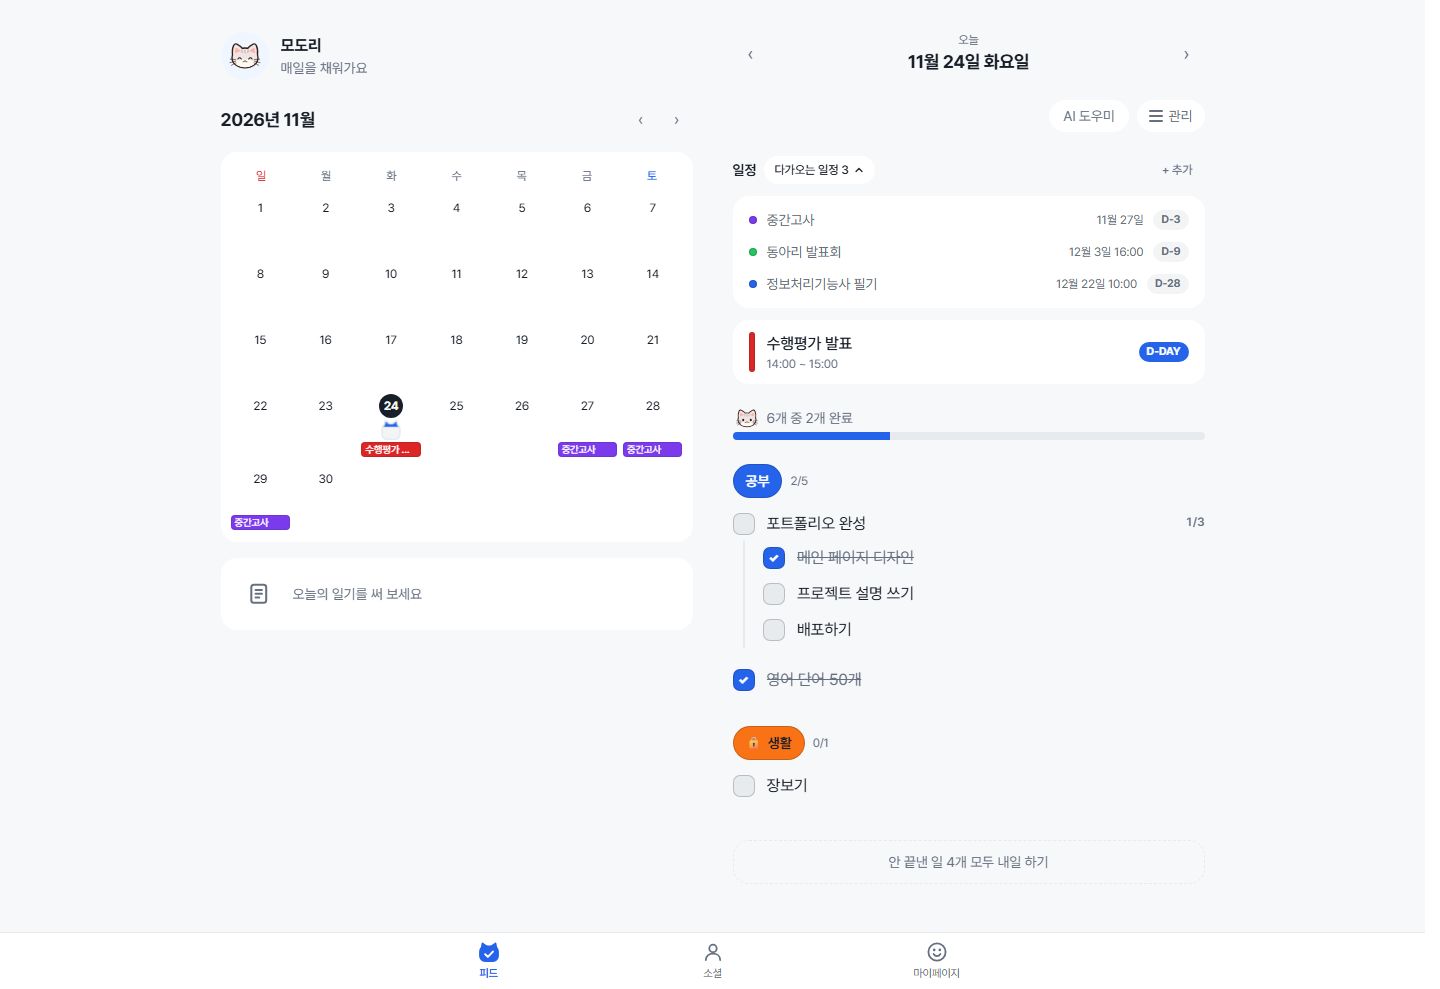 모도리
매일을 채워가요
2026년 11월
‹ ›
일 월 화 수 목 금 토
1 2 3 4 5 6 7
8 9 10 11 12 13 14
15 16 17 18 19 20 21
22 23 24 25 26 27 28
수행평가 ... 중간고사 중간고사
29 30
중간고사
오늘의 일기를 써 보세요
오늘
‹ 11월 24일 화요일 ›
AI 도우미 관리
일정 다가오는 일정 3 + 추가
중간고사 11월 27일 D-3
동아리 발표회 12월 3일 16:00 D-9
정보처리기능사 필기 12월 22일 10:00 D-28
수행평가 발표 D-DAY
14:00 ~ 15:00
6개 중 2개 완료
공부 2/5
포트폴리오 완성 1/3
메인 페이지 디자인
프로젝트 설명 쓰기
배포하기
영어 단어 50개
생활 0/1
장보기
안 끝낸 일 4개 모두 내일 하기
피드 소셜 마이페이지